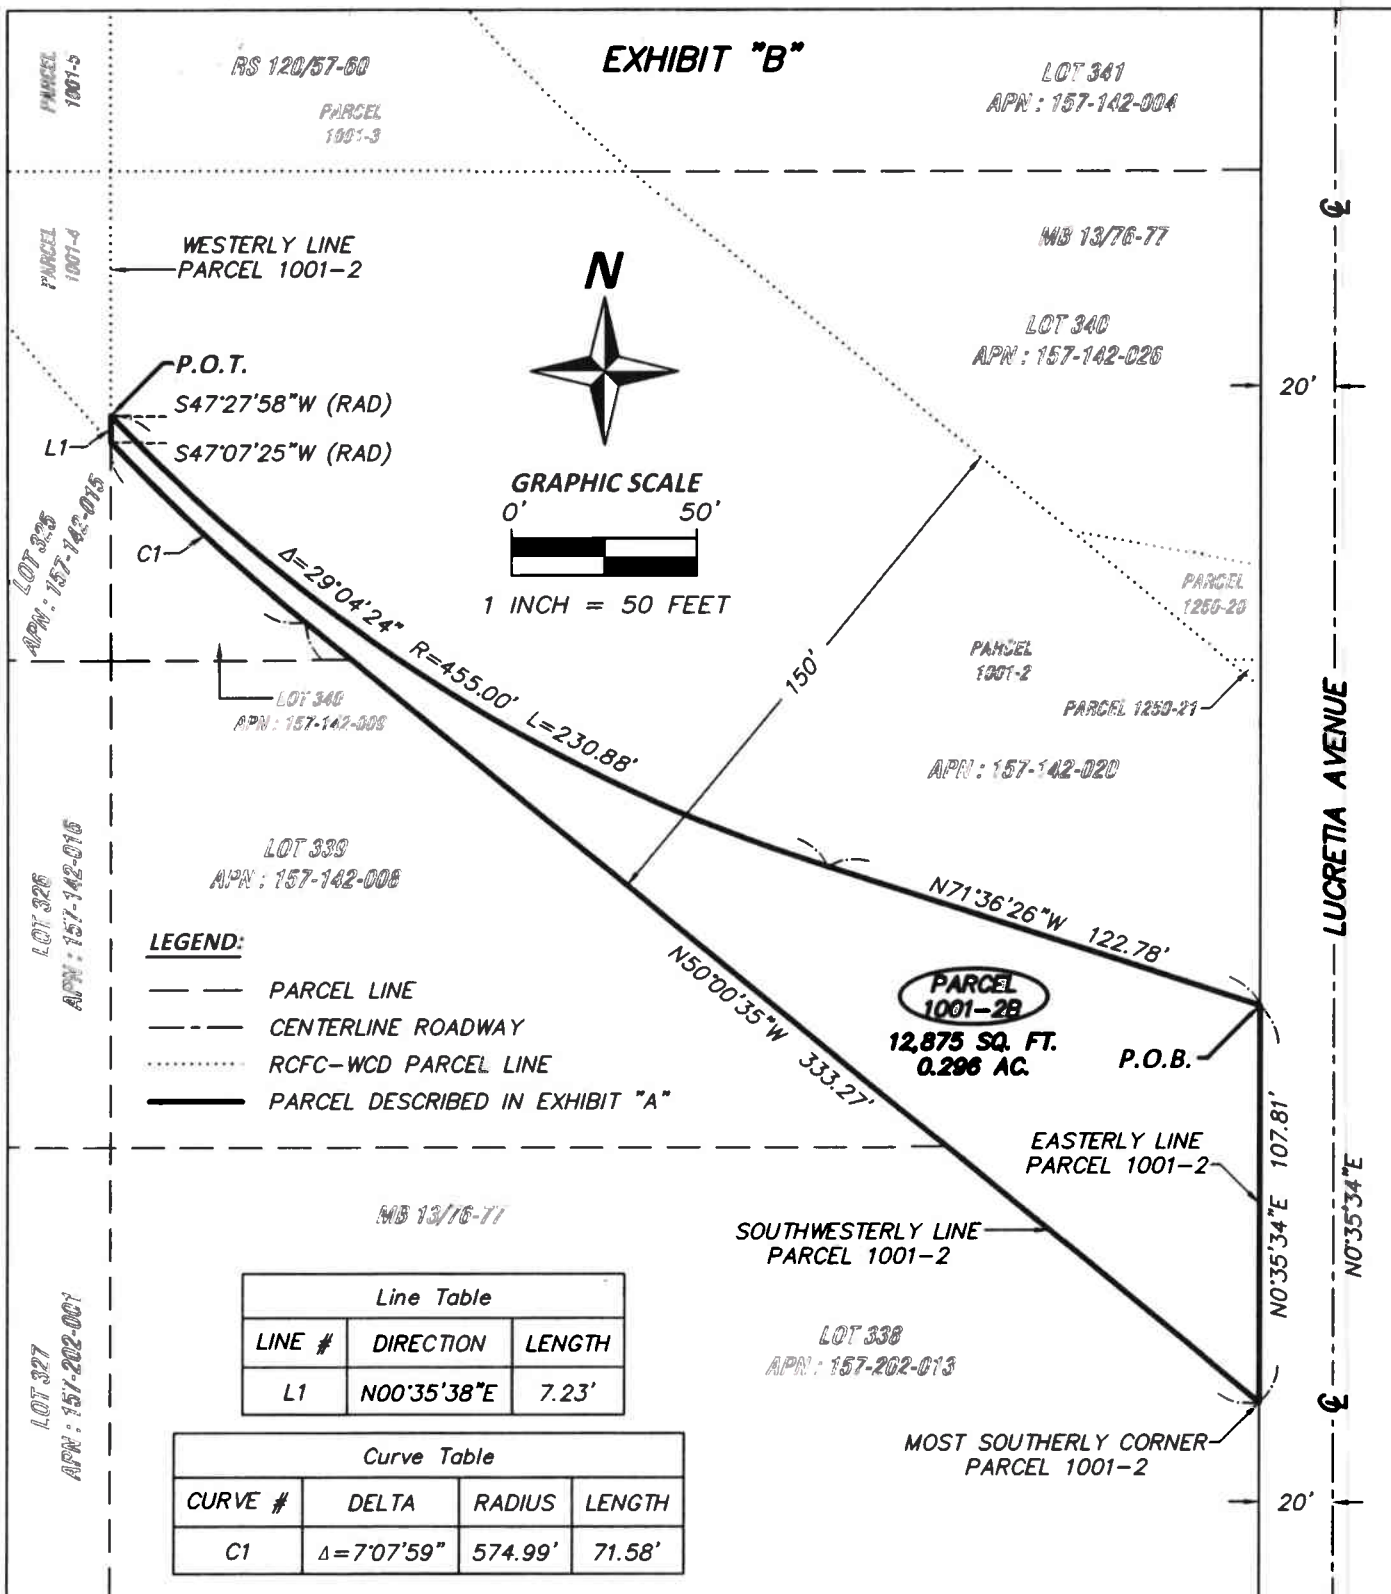 EXHIBIT "B"
PARCEL
1001-5
RS 120/57-60
PARCEL
1001-3
LOT 341
APN : 157-142-004
PARCEL
1001-4
WESTERLY LINE
PARCEL 1001-2
N
MB 13/76-77
LOT 340
APN : 157-142-026
20'
P.O.T.
S47°27'58"W (RAD)
L1
S47°07'25"W (RAD)
GRAPHIC SCALE
0' 50'
1 INCH = 50 FEET
LOT 325
APN : 157-142-015
C1
Δ=29°04'24" R=455.00' L=230.88'
150'
PARCEL
1250-20
PARCEL
1001-2
PARCEL 1250-21
LOT 340
APN : 157-142-009
APN : 157-142-020
LUCRETIA AVENUE
LOT 339
APN : 157-142-008
LOT 326
APN : 157-142-016
N71°36'26"W 122.78'
LEGEND:
PARCEL LINE
CENTERLINE ROADWAY
RCFC-WCD PARCEL LINE
PARCEL DESCRIBED IN EXHIBIT "A"
N50°00'35"W 333.27'
PARCEL
1001-2B
12,875 SQ. FT.
0.296 AC.
P.O.B.
N0°35'34"E 107.81'
N0°35'34"E
EASTERLY LINE
PARCEL 1001-2
MB 13/76-77
SOUTHWESTERLY LINE
PARCEL 1001-2
LOT 338
APN : 157-202-013
LOT 327
APN : 157-202-001
Line Table
LINE # DIRECTION LENGTH
L1 N00°35'38"E 7.23'
MOST SOUTHERLY CORNER
PARCEL 1001-2
20'
Curve Table
CURVE # DELTA RADIUS LENGTH
C1 Δ=7°07'59" 574.99' 71.58'